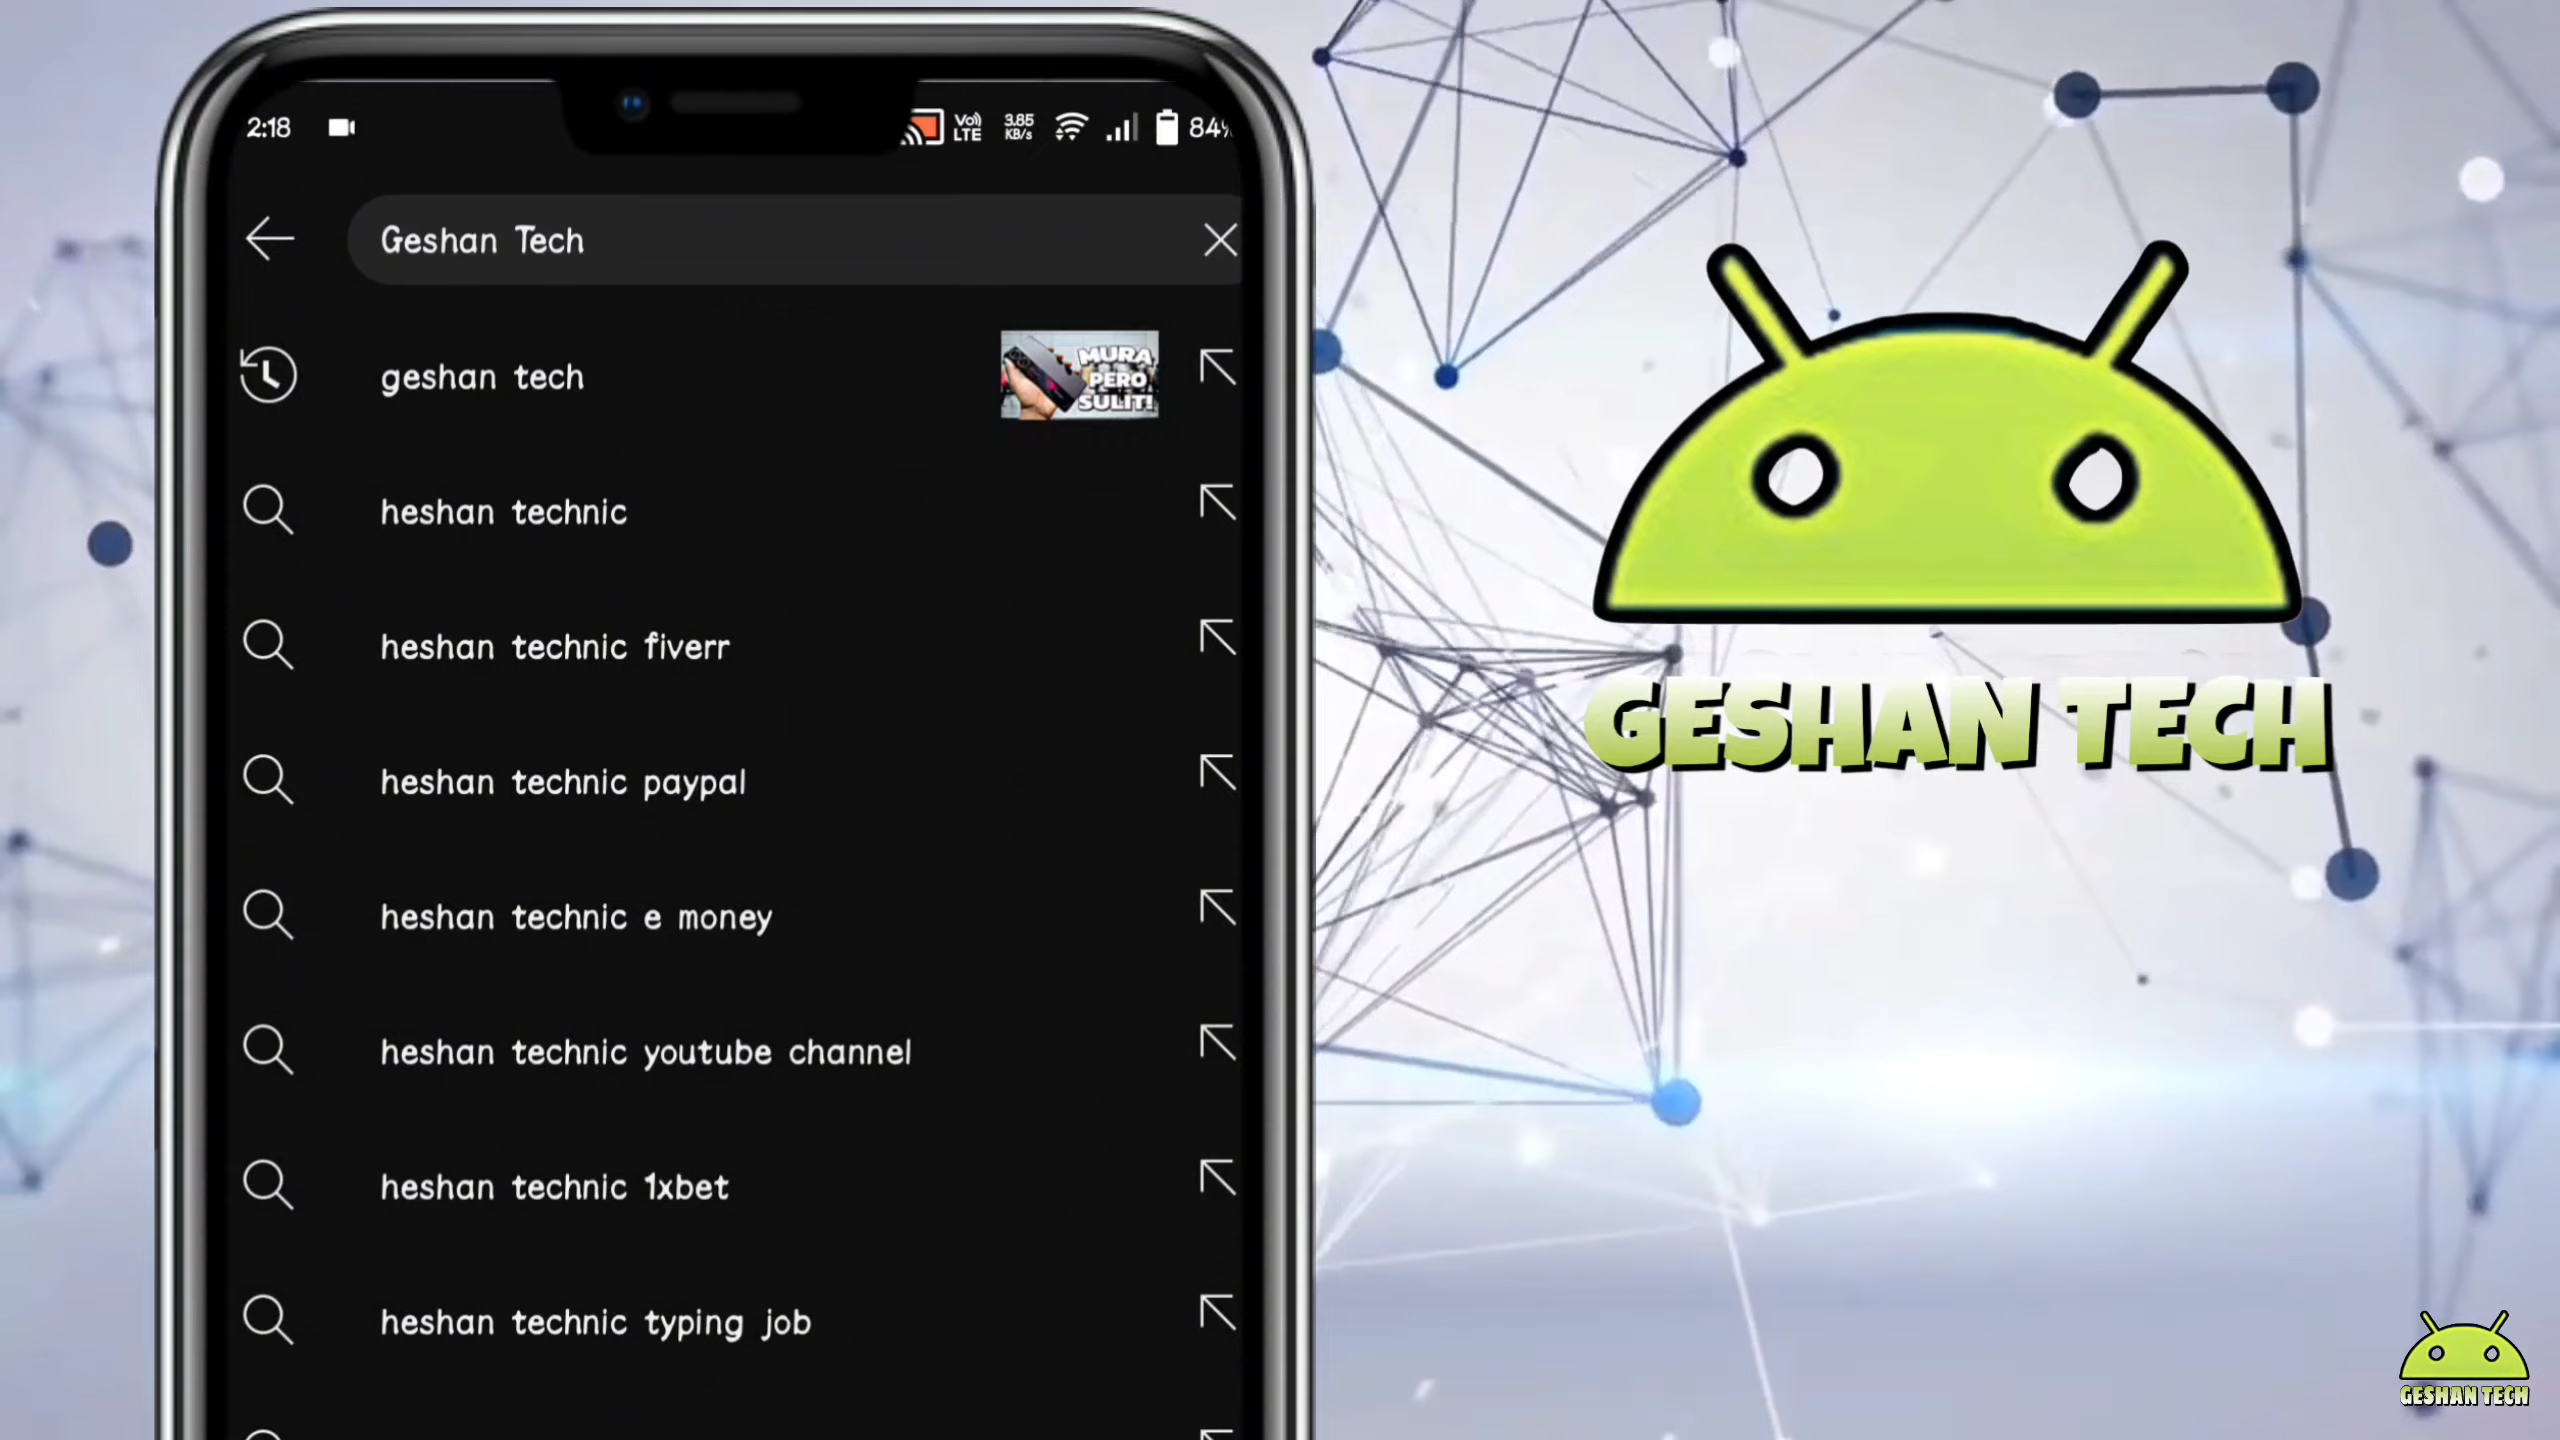 2:18
Vo)) LTE
3.85 KB/s
84%
Geshan Tech
geshan tech
MURA
PERO
SULIT!
heshan technic
heshan technic fiverr
heshan technic paypal
heshan technic e money
heshan technic youtube channel
heshan technic 1xbet
heshan technic typing job
GESHAN TECH
GESHAN TECH